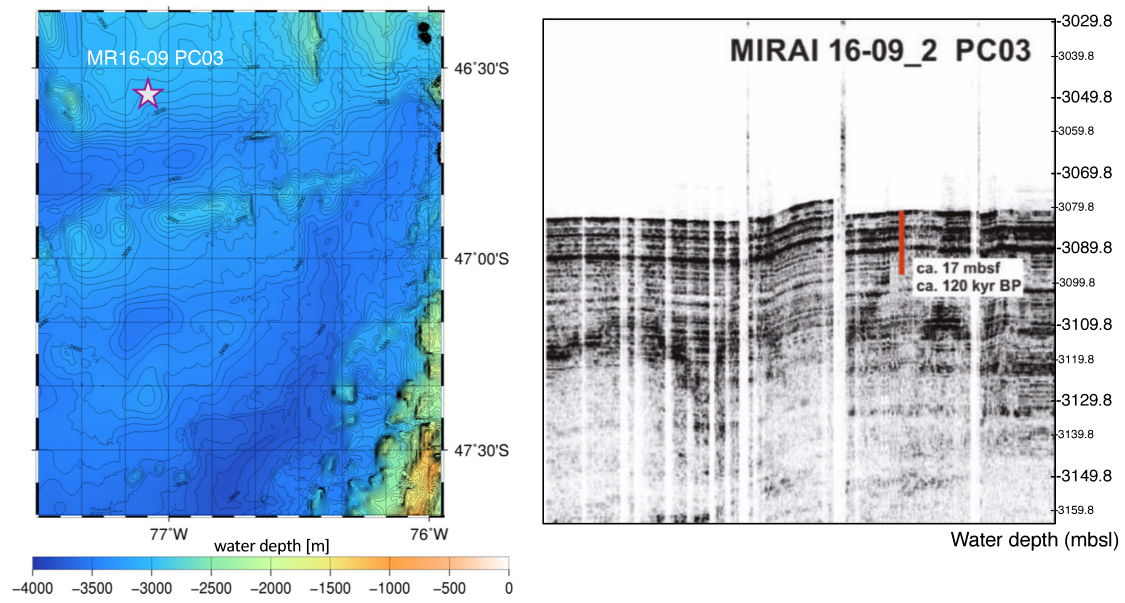 MR16-09 PC03
46°30'S
47°00'S
47°30'S
77°W
76°W
water depth [m]
−4000 −3500 −3000 −2500 −2000 −1500 −1000 −500 0
MIRAI 16-09_2 PC03
ca. 17 mbsf
ca. 120 kyr BP
-3029.8
-3039.8
-3049.8
-3059.8
-3069.8
-3079.8
-3089.8
-3099.8
-3109.8
-3119.8
-3129.8
-3139.8
-3149.8
-3159.8
Water depth (mbsl)